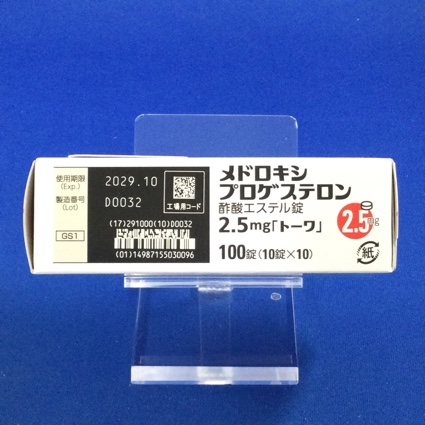 使用期限
(Exp.)
2029.10
製造番号
(Lot)
D0032
工場用コード
(17)291000(10)D0032
GS1
(01)14987155030096
メドロキシ
プロゲステロン
酢酸エステル錠
2.5mg「トーワ」
2.5mg
100錠(10錠×10)
紙